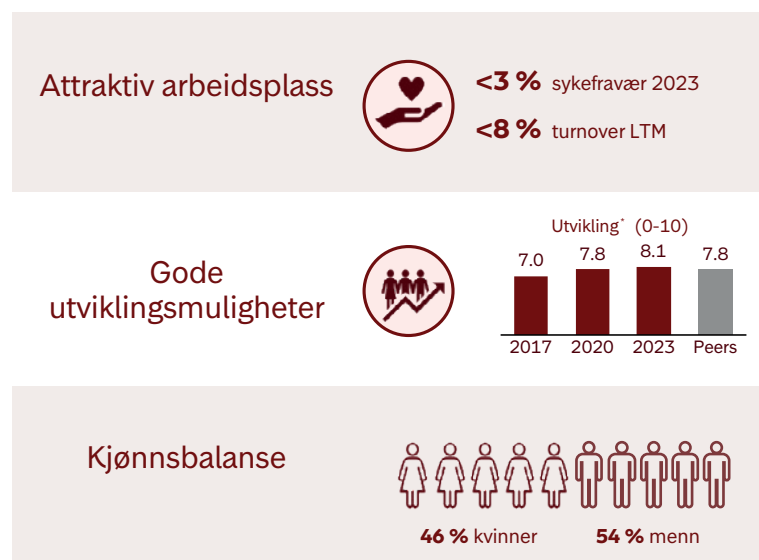 Attraktiv arbeidsplass
<3 % sykefravær 2023
<8 % turnover LTM
Gode
utviklingsmuligheter
Utvikling* (0-10)
7.0 7.8 8.1 7.8
2017 2020 2023 Peers
Kjønnsbalanse
46 % kvinner 54 % menn